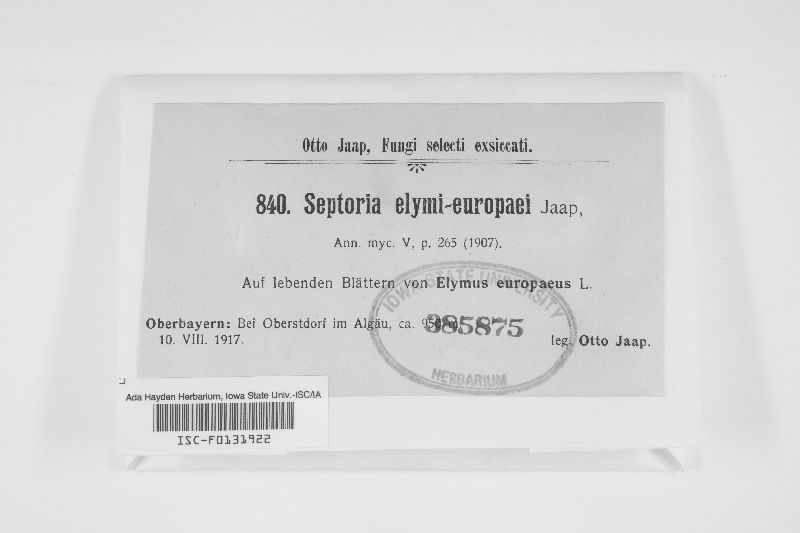 Otto Jaap, Fungi selecti exsiccati.
840. Septoria elymi-europaei Jaap,
Ann. myc. V, p. 265 (1907).
Auf lebenden Blättern von Elymus europaeus L.
Oberbayern: Bei Oberstdorf im Algäu, ca.
10. VIII. 1917.
leg. Otto Jaap.
IOWA STATE UNIVERSITY
385875
HERBARIUM
Ada Hayden Herbarium, Iowa State Univ.-ISC/IA
ISC-F0131922